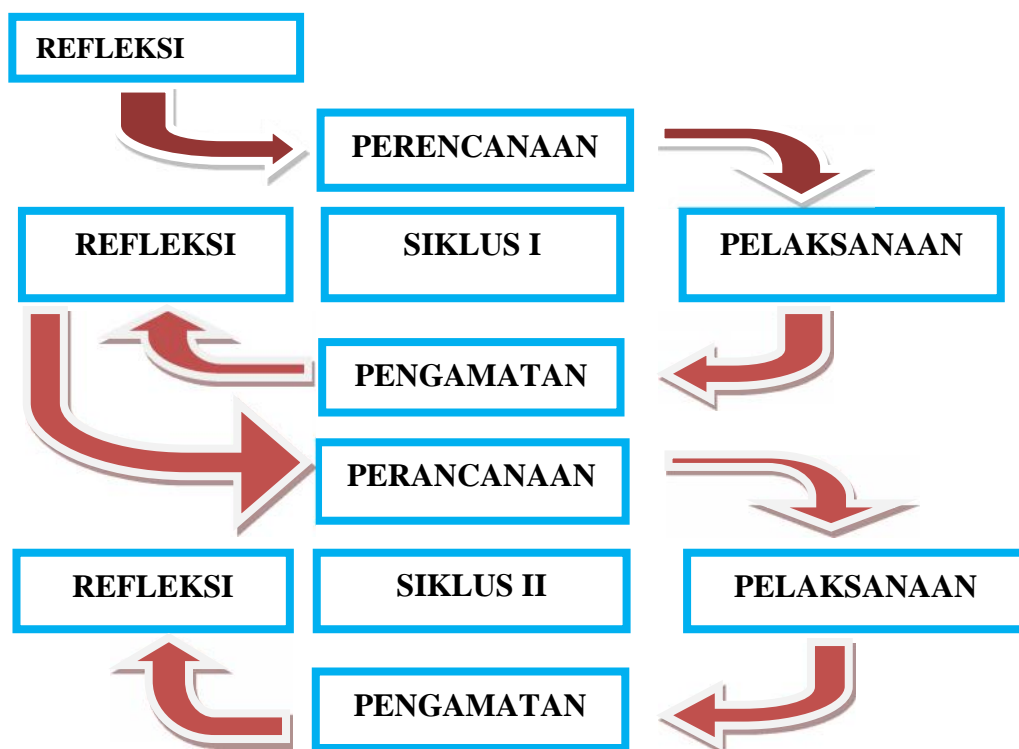 REFLEKSI
PERENCANAAN
REFLEKSI
SIKLUS I
PELAKSANAAN
PENGAMATAN
PERANCANAAN
REFLEKSI
SIKLUS II
PELAKSANAAN
PENGAMATAN